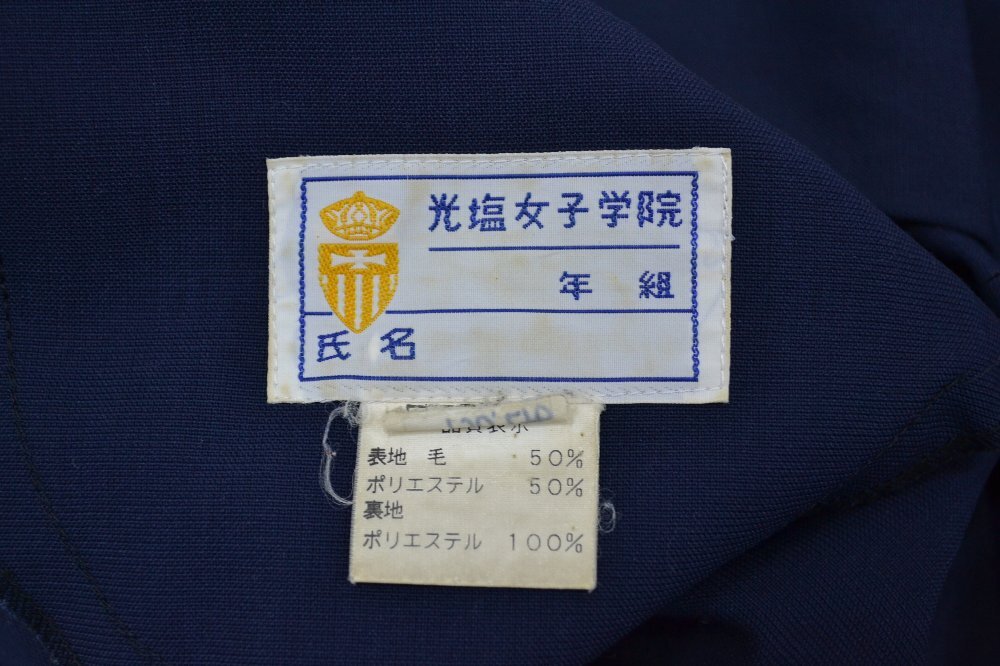 光塩女子学院
年 組
氏名
品質表示
表地 毛 50%
ポリエステル 50%
裏地
ポリエステル 100%